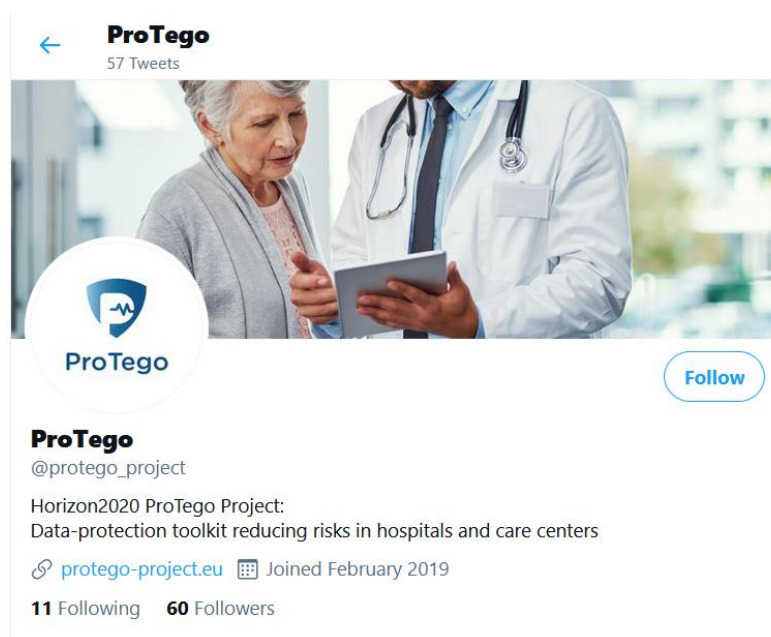 ProTego
57 Tweets
ProTego
Follow
ProTego
@protego_project
Horizon2020 ProTego Project:
Data-protection toolkit reducing risks in hospitals and care centers
protego-project.eu Joined February 2019
11 Following 60 Followers